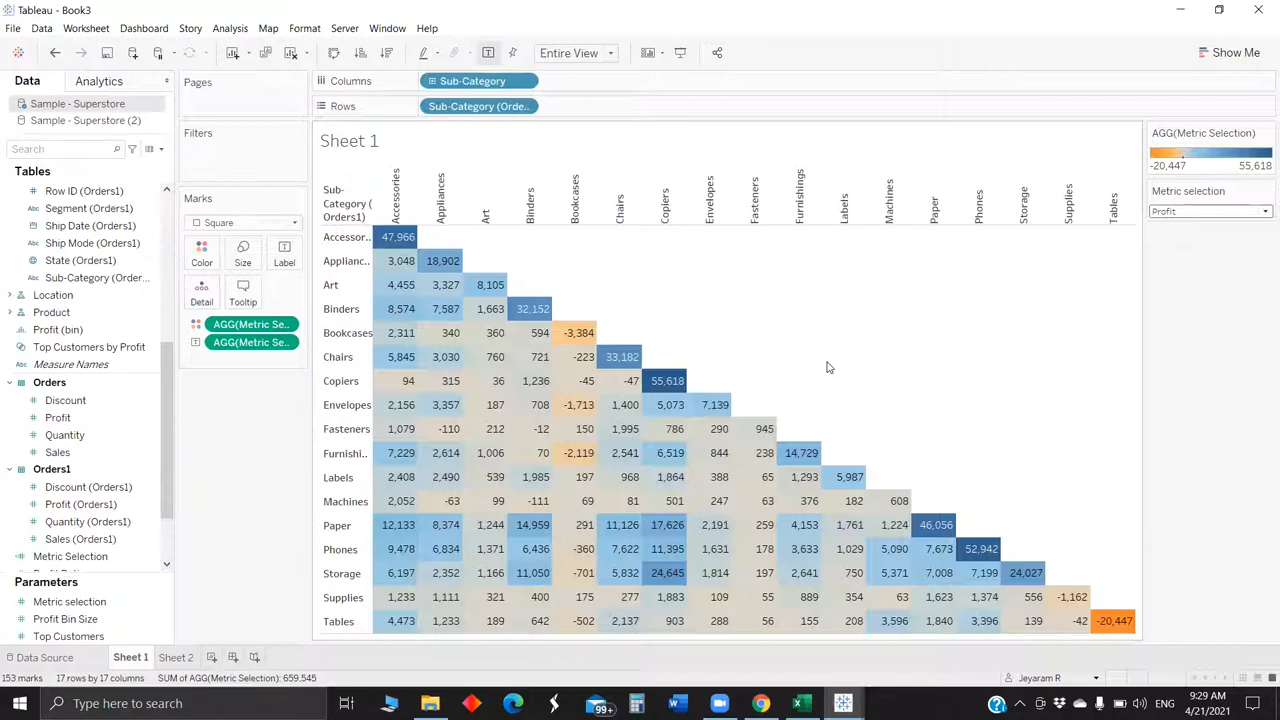 Tableau - Book3
File Data Worksheet Dashboard Story Analysis Map Format Server Window Help
Entire View
Show Me
Data Analytics
Sample - Superstore
Sample - Superstore (2)
Search
Tables
Row ID (Orders1)
Segment (Orders1)
Ship Date (Orders1)
Ship Mode (Orders1)
State (Orders1)
Sub-Category (Order...
Location
Product
Profit (bin)
Top Customers by Profit
Measure Names
Orders
Discount
Profit
Quantity
Sales
Orders1
Discount (Orders1)
Profit (Orders1)
Quantity (Orders1)
Sales (Orders1)
Metric Selection
Parameters
Metric selection
Profit Bin Size
Top Customers
Pages
Filters
Marks
Square
Color Size Label
Detail Tooltip
AGG(Metric Se..
AGG(Metric Se..
Columns Sub-Category
Rows Sub-Category (Orde..
Sheet 1
Sub-
Category (
Orders1)
Accessories Appliances Art Binders Bookcases Chairs Copiers Envelopes Fasteners Furnishings Labels Machines Paper Phones Storage Supplies Tables
Accessor.. 47,966
Applianc.. 3,048 18,902
Art 4,455 3,327 8,105
Binders 8,574 7,587 1,663 32,152
Bookcases 2,311 340 360 594 -3,384
Chairs 5,845 3,030 760 721 -223 33,182
Copiers 94 315 36 1,236 -45 -47 55,618
Envelopes 2,156 3,357 187 708 -1,713 1,400 5,073 7,139
Fasteners 1,079 -110 212 -12 150 1,995 786 290 945
Furnishi.. 7,229 2,614 1,006 70 -2,119 2,541 6,519 844 238 14,729
Labels 2,408 2,490 539 1,985 197 968 1,864 388 65 1,293 5,987
Machines 2,052 -63 99 -111 69 81 501 247 63 376 182 608
Paper 12,133 8,374 1,244 14,959 291 11,126 17,626 2,191 259 4,153 1,761 1,224 46,056
Phones 9,478 6,834 1,371 6,436 -360 7,622 11,395 1,631 178 3,633 1,029 5,090 7,673 52,942
Storage 6,197 2,352 1,166 11,050 -701 5,832 24,645 1,814 197 2,641 750 5,371 7,008 7,199 24,027
Supplies 1,233 1,111 321 400 175 277 1,883 109 55 889 354 63 1,623 1,374 556 -1,162
Tables 4,473 1,233 189 642 -502 2,137 903 288 56 155 208 3,596 1,840 3,396 139 -42 -20,447
AGG(Metric Selection)
-20,447 55,618
Metric selection
Profit
Data Source Sheet 1 Sheet 2
153 marks 17 rows by 17 columns SUM of AGG(Metric Selection): 659.545
Jeyaram R
Type here to search
99+
9:29 AM
4/21/2021